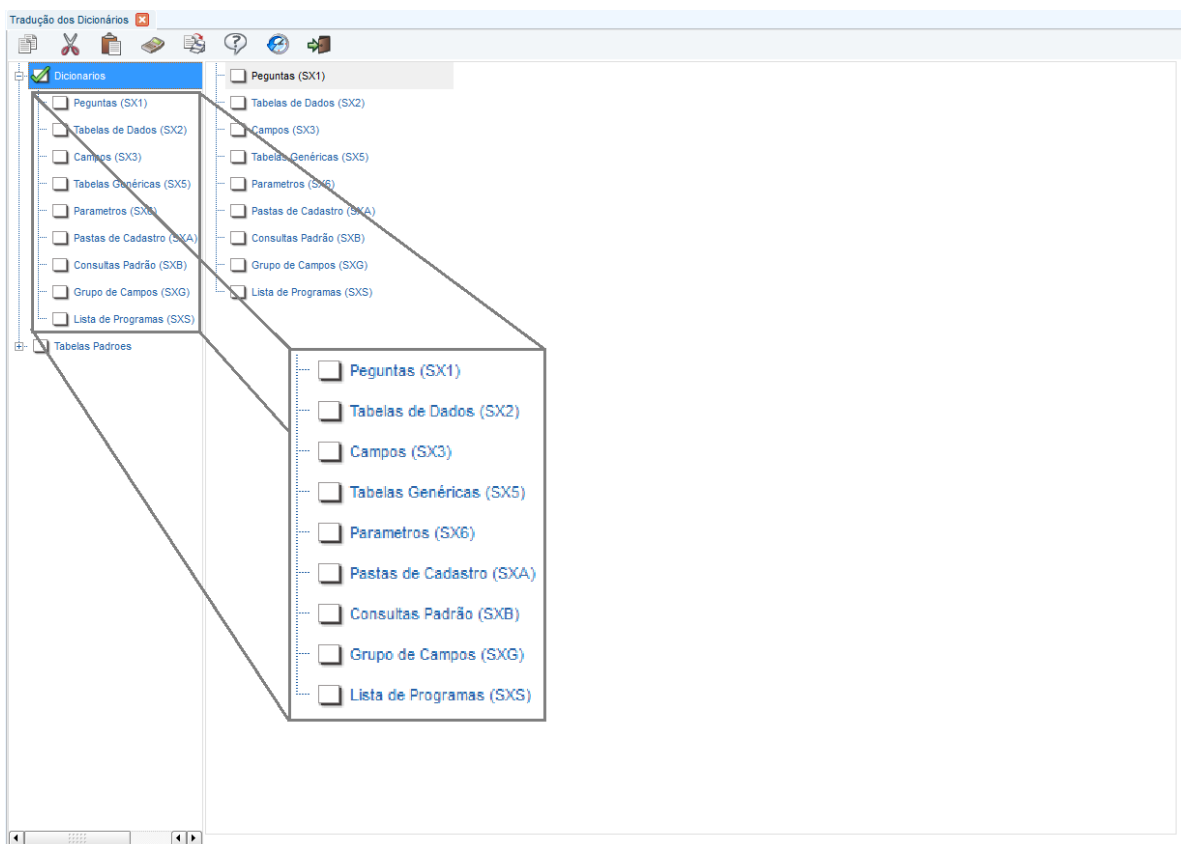 Tradução dos Dicionários
Dicionarios
Peguntas (SX1)
Tabelas de Dados (SX2)
Campos (SX3)
Tabelas Genéricas (SX5)
Parametros (SX6)
Pastas de Cadastro (SXA)
Consultas Padrão (SXB)
Grupo de Campos (SXG)
Lista de Programas (SXS)
Tabelas Padroes
Peguntas (SX1)
Tabelas de Dados (SX2)
Campos (SX3)
Tabelas Genéricas (SX5)
Parametros (SX6)
Pastas de Cadastro (SXA)
Consultas Padrão (SXB)
Grupo de Campos (SXG)
Lista de Programas (SXS)
Peguntas (SX1)
Tabelas de Dados (SX2)
Campos (SX3)
Tabelas Genéricas (SX5)
Parametros (SX6)
Pastas de Cadastro (SXA)
Consultas Padrão (SXB)
Grupo de Campos (SXG)
Lista de Programas (SXS)